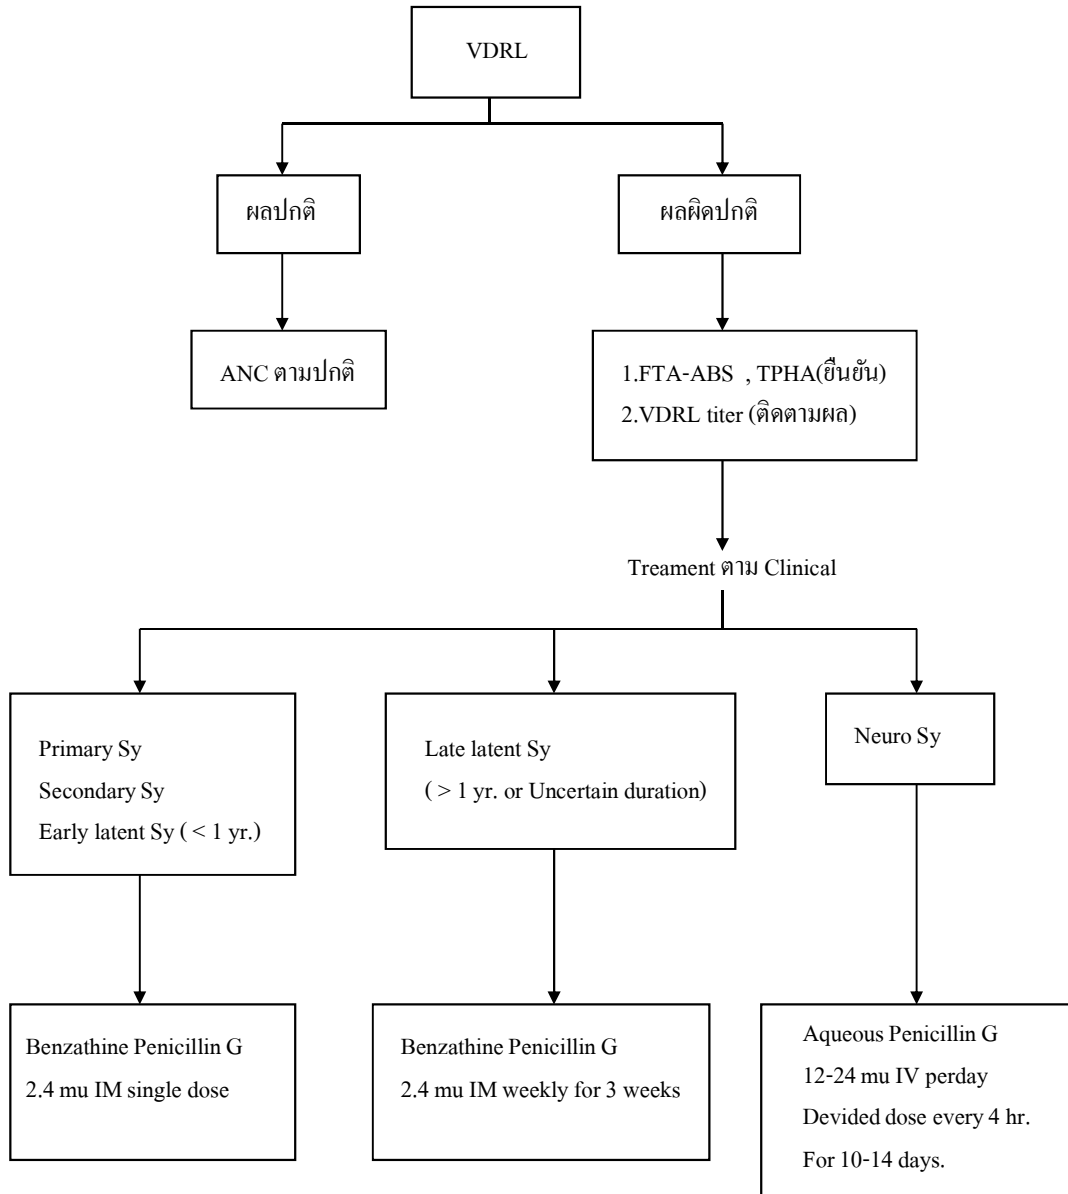 VDRL
ผลปกติ
ผลผิดปกติ
ANC ตามปกติ
1.FTA-ABS , TPHA(ยืนยัน)
2.VDRL titer (ติดตามผล)
Treament ตาม Clinical
Primary Sy
Secondary Sy
Early latent Sy ( < 1 yr.)
Late latent Sy
( > 1 yr. or Uncertain duration)
Neuro Sy
Benzathine Penicillin G
2.4 mu IM single dose
Benzathine Penicillin G
2.4 mu IM weekly for 3 weeks
Aqueous Penicillin G
12-24 mu IV perday
Devided dose every 4 hr.
For 10-14 days.